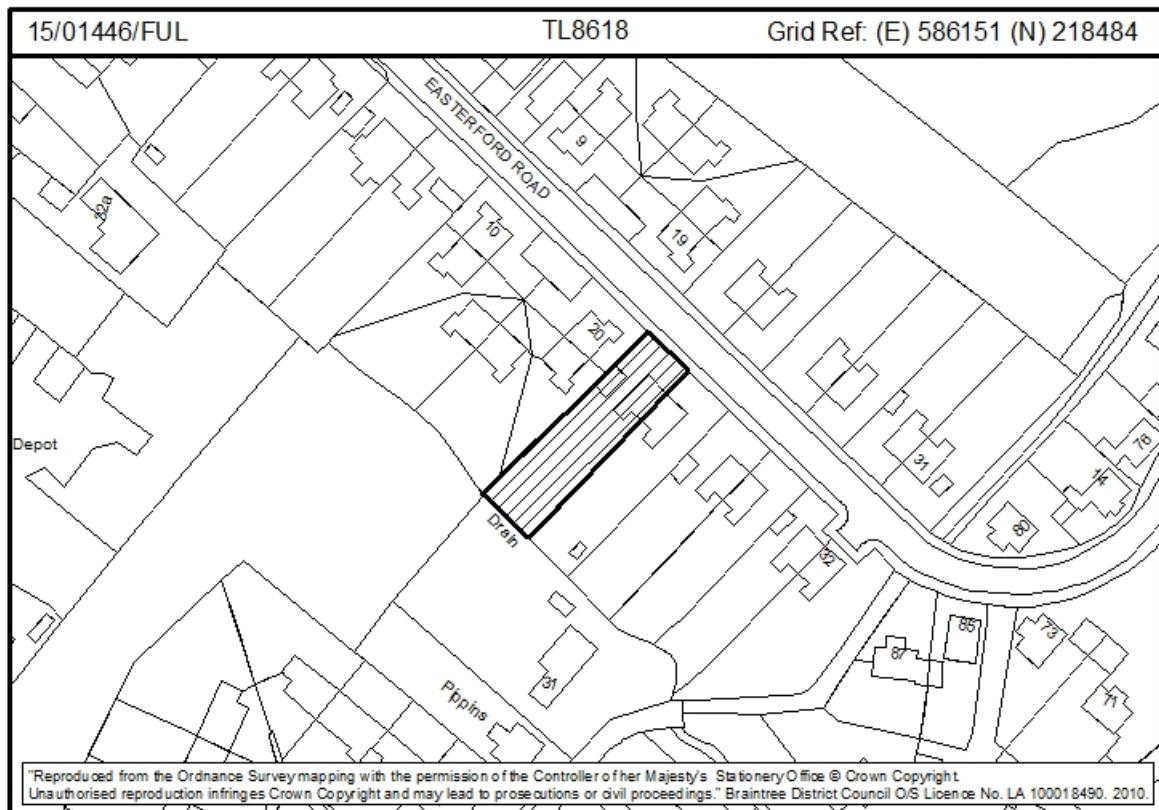 15/01446/FUL TL8618 Grid Ref: (E) 586151 (N) 218484
EASTERFORD ROAD
9
32a
10
19
20
Depot
31
76
14
80
Drain
32
85
73
87
31
71
Pippins
"Reproduced from the Ordnance Survey mapping with the permission of the Controller of her Majesty's Stationery Office © Crown Copyright.
Unauthorised reproduction infringes Crown Copyright and may lead to prosecutions or civil proceedings." Braintree District Council O/S Licence No. LA 100018490. 2010.